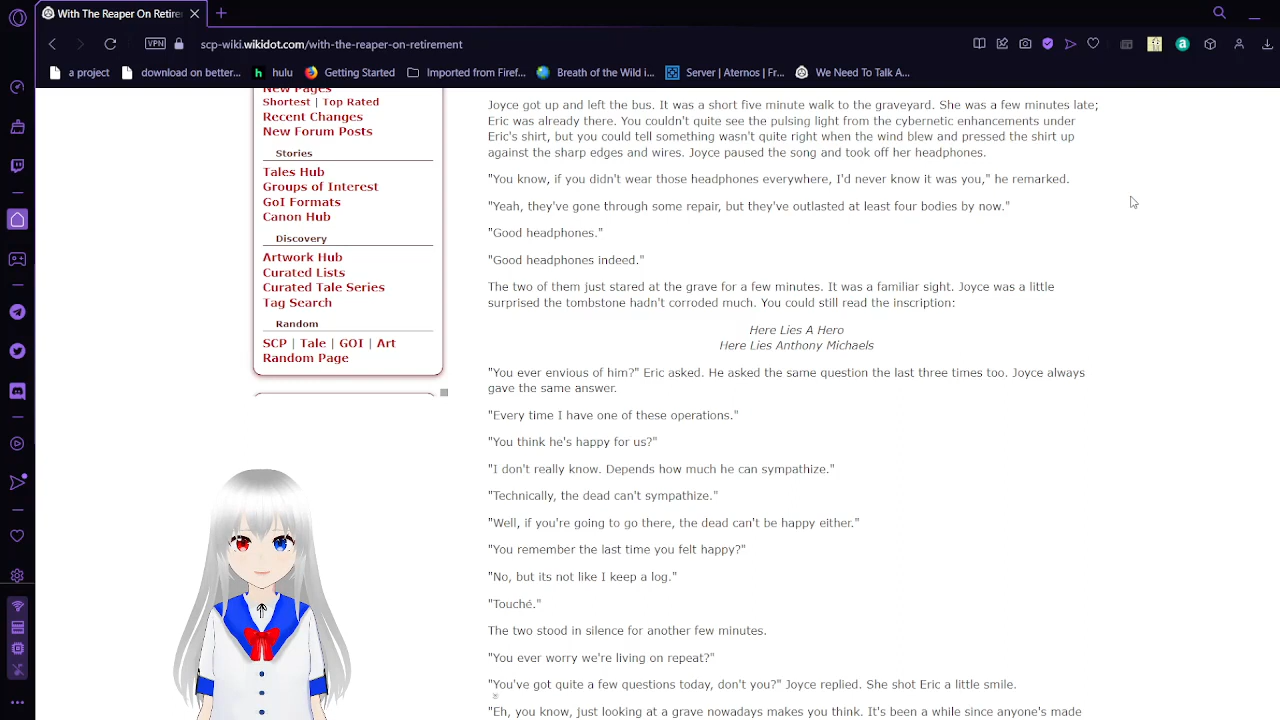 With The Reaper On Retirem
VPN
scp-wiki.wikidot.com/with-the-reaper-on-retirement
a project
download on better...
hulu
Getting Started
Imported from Firef...
Breath of the Wild i...
Server | Aternos | Fr...
We Need To Talk A...
New Pages
Shortest | Top Rated
Recent Changes
New Forum Posts
Stories
Tales Hub
Groups of Interest
GoI Formats
Canon Hub
Discovery
Artwork Hub
Curated Lists
Curated Tale Series
Tag Search
Random
SCP | Tale | GOI | Art
Random Page
Joyce got up and left the bus. It was a short five minute walk to the graveyard. She was a few minutes late;
Eric was already there. You couldn't quite see the pulsing light from the cybernetic enhancements under
Eric's shirt, but you could tell something wasn't quite right when the wind blew and pressed the shirt up
against the sharp edges and wires. Joyce paused the song and took off her headphones.
"You know, if you didn't wear those headphones everywhere, I'd never know it was you," he remarked.
"Yeah, they've gone through some repair, but they've outlasted at least four bodies by now."
"Good headphones."
"Good headphones indeed."
The two of them just stared at the grave for a few minutes. It was a familiar sight. Joyce was a little
surprised the tombstone hadn't corroded much. You could still read the inscription:
Here Lies A Hero
Here Lies Anthony Michaels
"You ever envious of him?" Eric asked. He asked the same question the last three times too. Joyce always
gave the same answer.
"Every time I have one of these operations."
"You think he's happy for us?"
"I don't really know. Depends how much he can sympathize."
"Technically, the dead can't sympathize."
"Well, if you're going to go there, the dead can't be happy either."
"You remember the last time you felt happy?"
"No, but its not like I keep a log."
"Touché."
The two stood in silence for another few minutes.
"You ever worry we're living on repeat?"
"You've got quite a few questions today, don't you?" Joyce replied. She shot Eric a little smile.
"Eh, you know, just looking at a grave nowadays makes you think. It's been a while since anyone's made